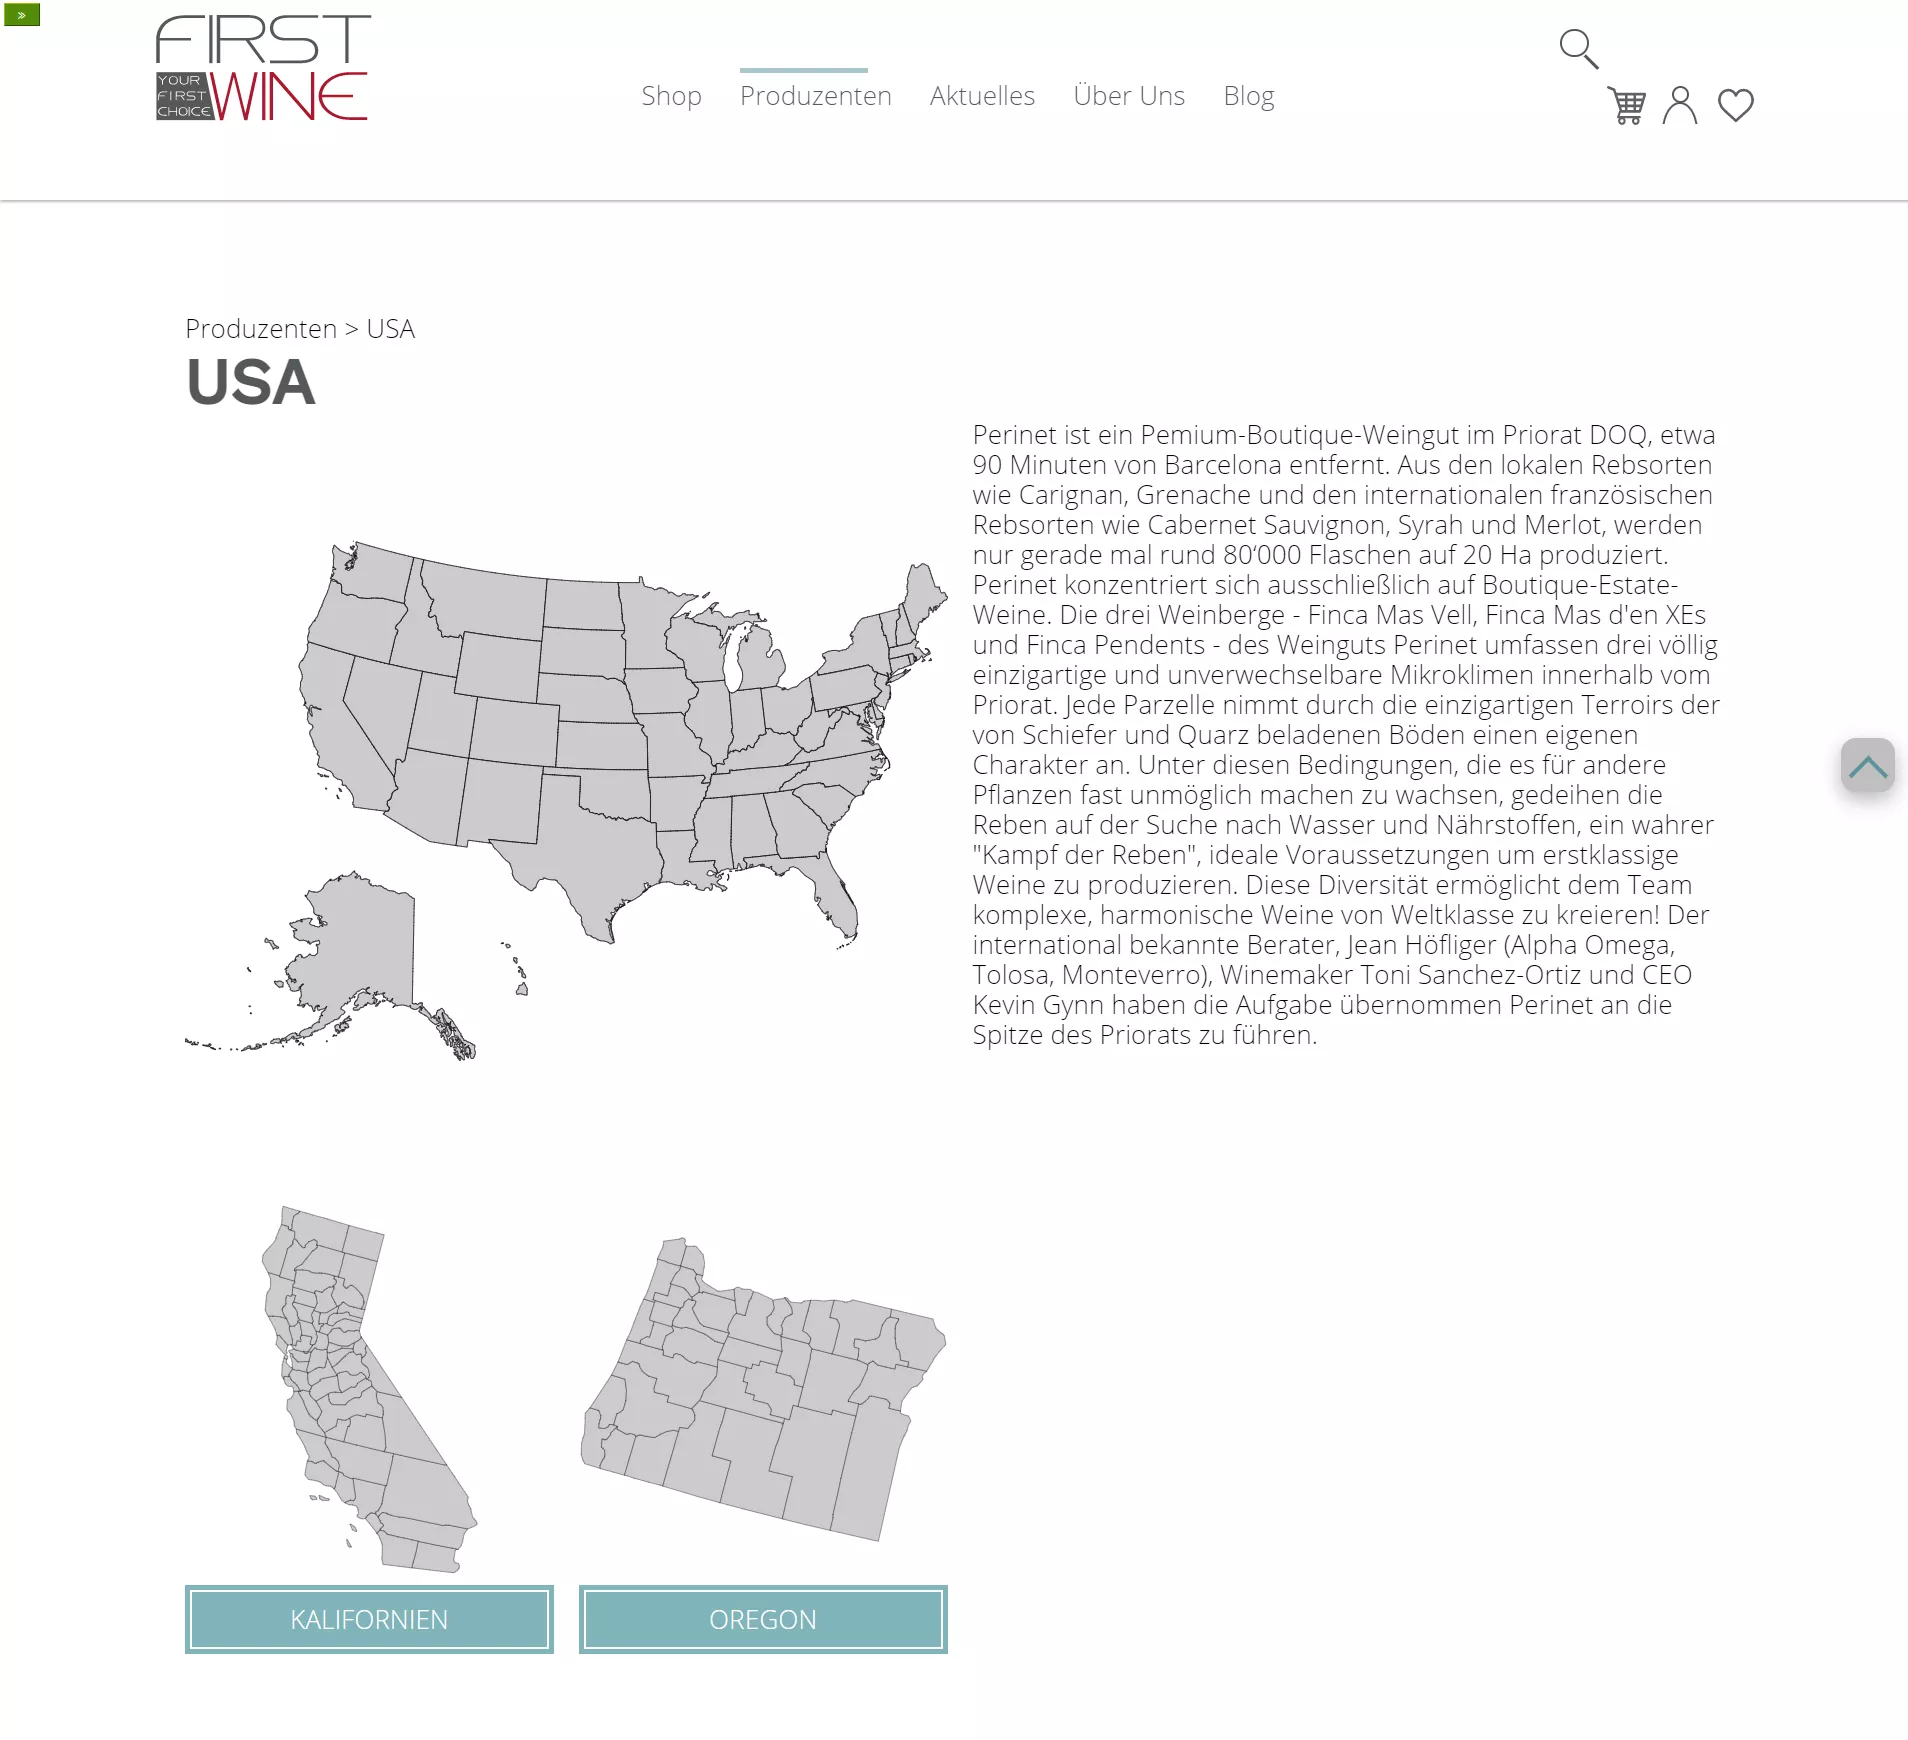 »
FIRST
YOUR
FIRST
CHOICE
WINE
Shop
Produzenten
Aktuelles
Über Uns
Blog
Produzenten > USA
USA
Perinet ist ein Pemium-Boutique-Weingut im Priorat DOQ, etwa
90 Minuten von Barcelona entfernt. Aus den lokalen Rebsorten
wie Carignan, Grenache und den internationalen französischen
Rebsorten wie Cabernet Sauvignon, Syrah und Merlot, werden
nur gerade mal rund 80‘000 Flaschen auf 20 Ha produziert.
Perinet konzentriert sich ausschließlich auf Boutique-Estate-
Weine. Die drei Weinberge - Finca Mas Vell, Finca Mas d'en XEs
und Finca Pendents - des Weinguts Perinet umfassen drei völlig
einzigartige und unverwechselbare Mikroklimen innerhalb vom
Priorat. Jede Parzelle nimmt durch die einzigartigen Terroirs der
von Schiefer und Quarz beladenen Böden einen eigenen
Charakter an. Unter diesen Bedingungen, die es für andere
Pflanzen fast unmöglich machen zu wachsen, gedeihen die
Reben auf der Suche nach Wasser und Nährstoffen, ein wahrer
"Kampf der Reben", ideale Voraussetzungen um erstklassige
Weine zu produzieren. Diese Diversität ermöglicht dem Team
komplexe, harmonische Weine von Weltklasse zu kreieren! Der
international bekannte Berater, Jean Höfliger (Alpha Omega,
Tolosa, Monteverro), Winemaker Toni Sanchez-Ortiz und CEO
Kevin Gynn haben die Aufgabe übernommen Perinet an die
Spitze des Priorats zu führen.
KALIFORNIEN
OREGON